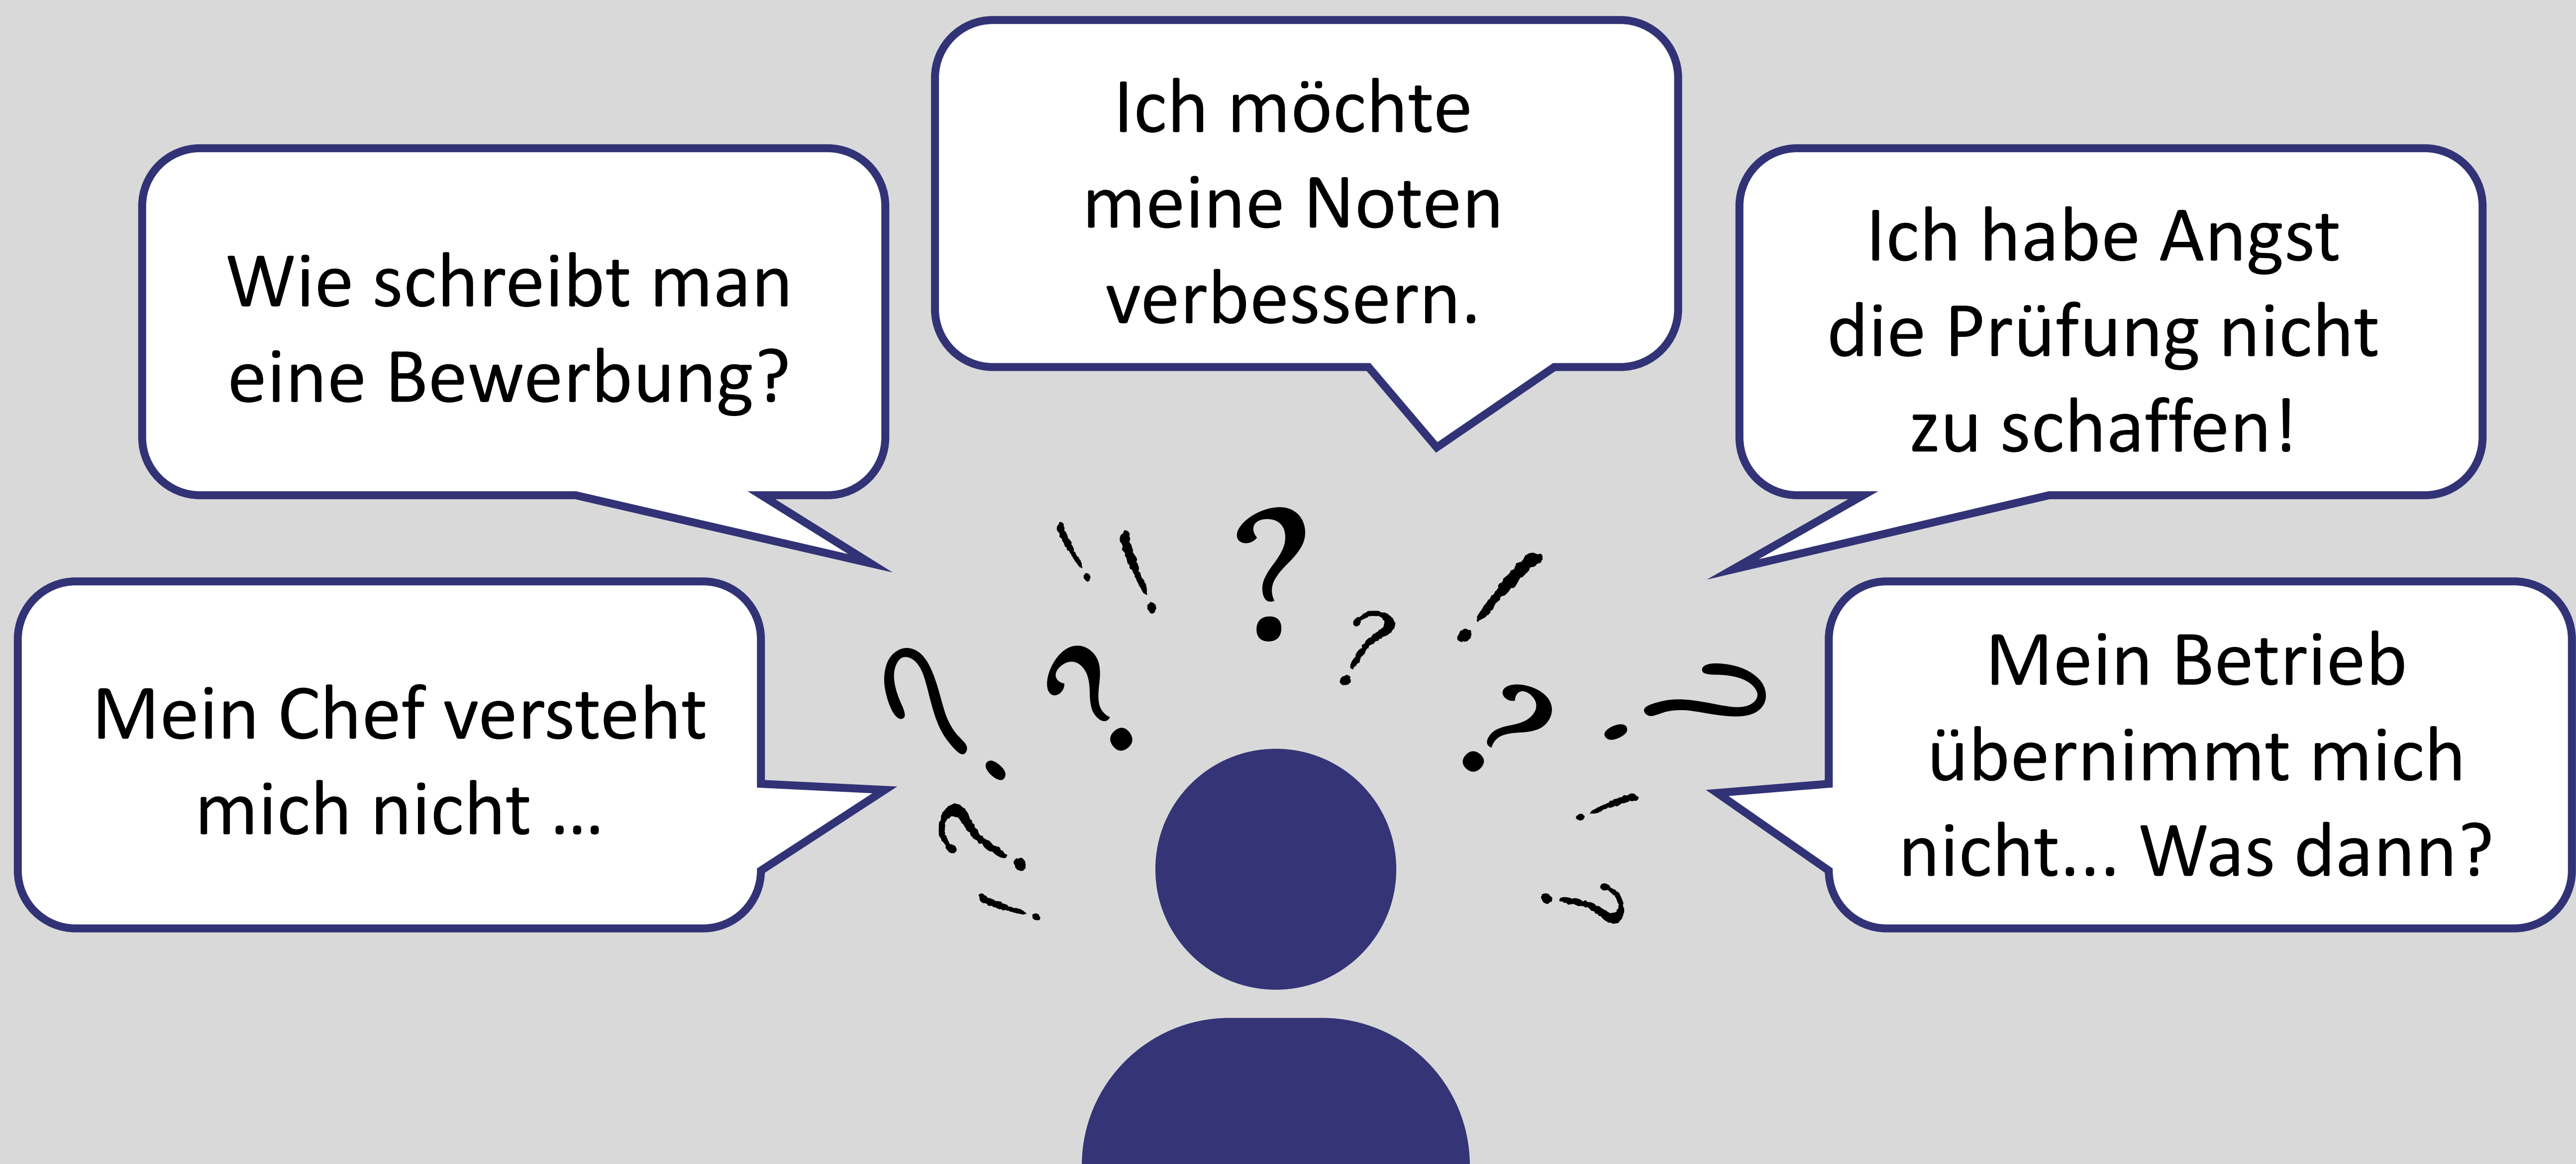 Ich möchte
meine Noten
verbessern.
Wie schreibt man
eine Bewerbung?
Ich habe Angst
die Prüfung nicht
zu schaffen!
Mein Chef versteht
mich nicht ...
Mein Betrieb
übernimmt mich
nicht... Was dann?